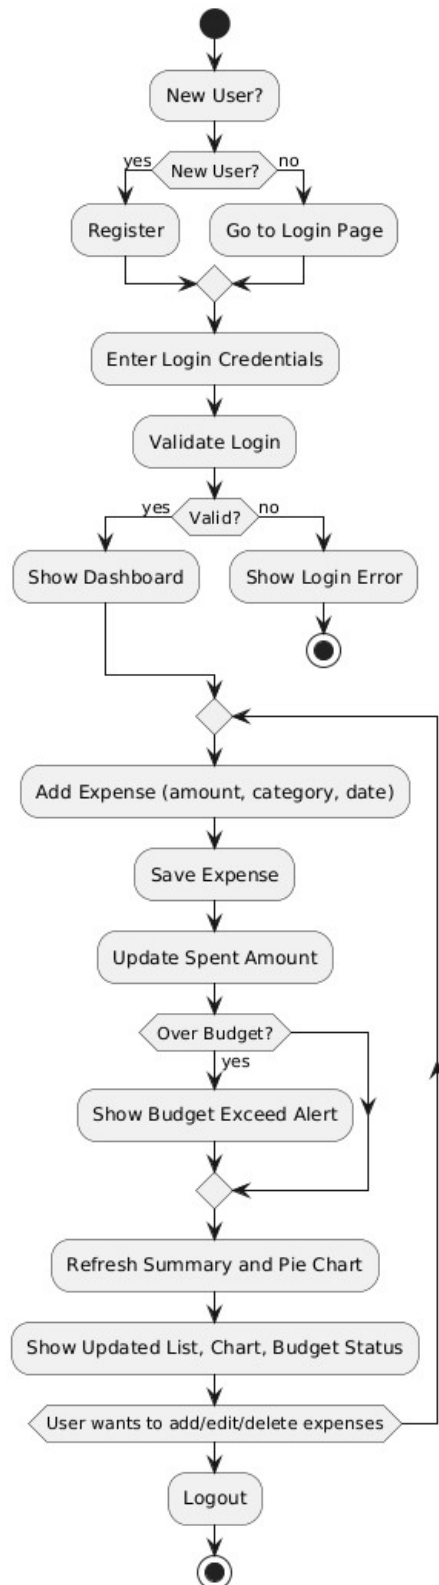 New User?
yes
New User?
no
Register
Go to Login Page
Enter Login Credentials
Validate Login
yes
Valid?
no
Show Dashboard
Show Login Error
Add Expense (amount, category, date)
Save Expense
Update Spent Amount
Over Budget?
yes
Show Budget Exceed Alert
Refresh Summary and Pie Chart
Show Updated List, Chart, Budget Status
User wants to add/edit/delete expenses
Logout